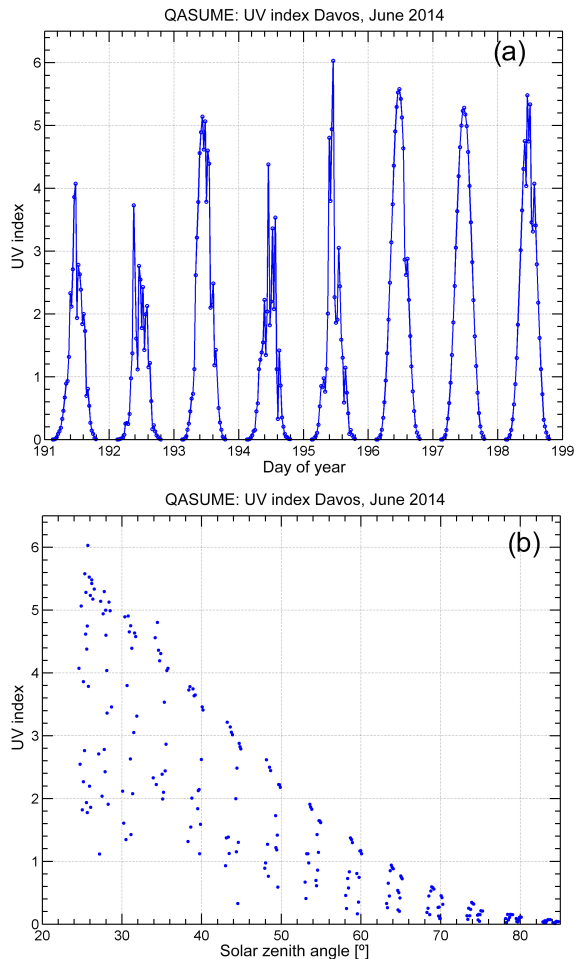 QASUME: UV index Davos, June 2014
(a)
UV index
6
5
4
3
2
1
0
191 192 193 194 195 196 197 198 199
Day of year
QASUME: UV index Davos, June 2014
(b)
UV index
6
5
4
3
2
1
0
20 30 40 50 60 70 80
Solar zenith angle [º]